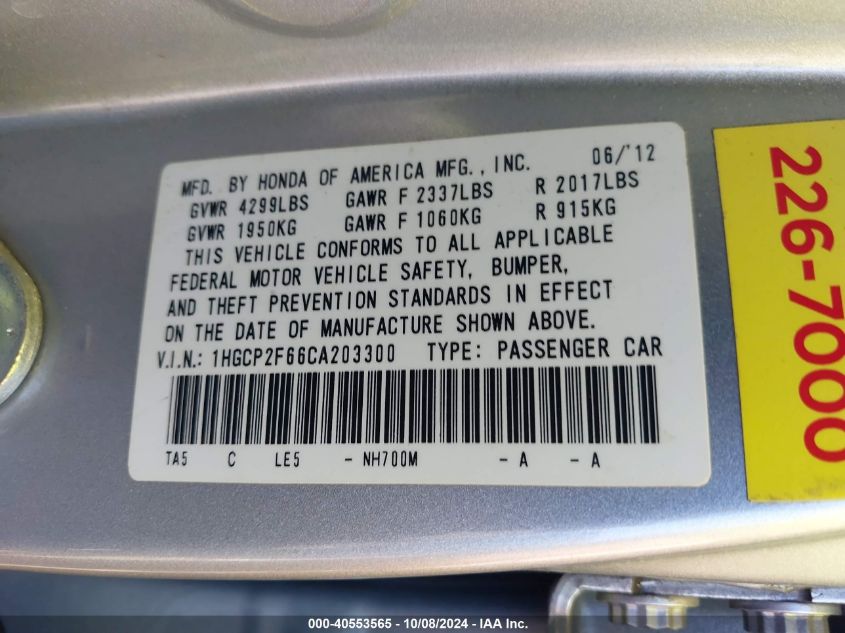 MFD. BY HONDA OF AMERICA MFG., INC. 06/'12
GVWR 4299LBS GAWR F 2337LBS R 2017LBS
GVWR 1950KG GAWR F 1060KG R 915KG
THIS VEHICLE CONFORMS TO ALL APPLICABLE
FEDERAL MOTOR VEHICLE SAFETY, BUMPER,
AND THEFT PREVENTION STANDARDS IN EFFECT
ON THE DATE OF MANUFACTURE SHOWN ABOVE.
V.I.N.: 1HGCP2F66CA203300 TYPE: PASSENGER CAR
TA5 C LE5 - NH700M - A - A
226-7000
000-40553565 - 10/08/2024 - IAA Inc.